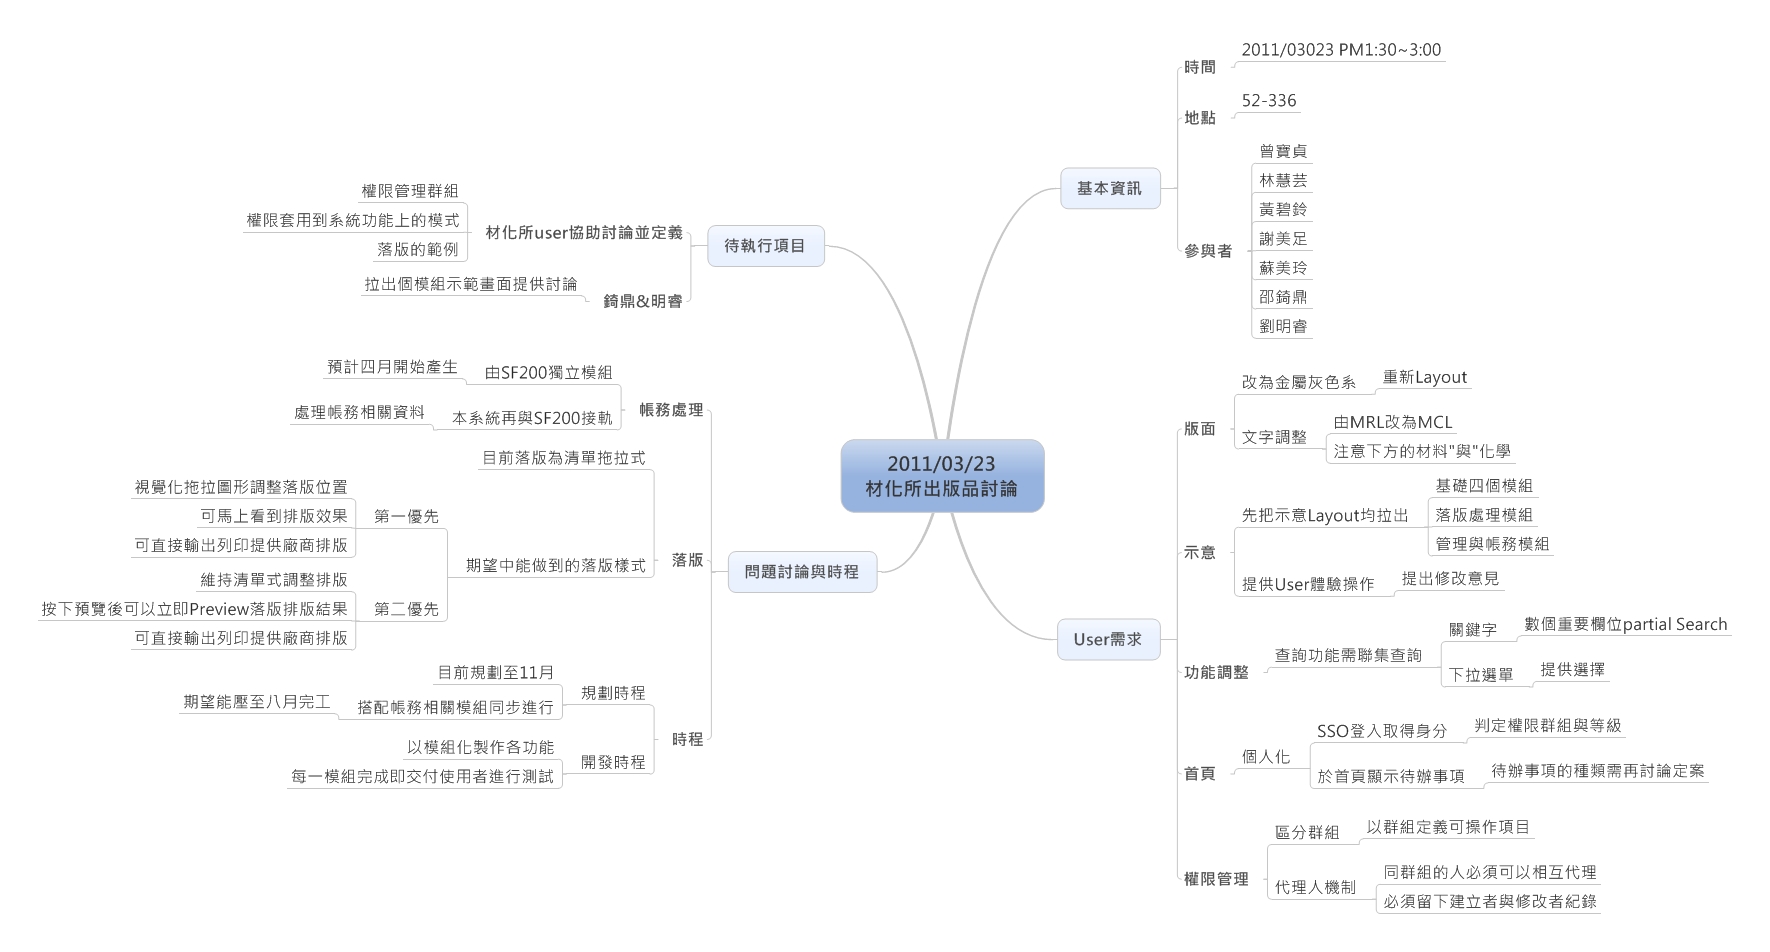 2011/03/23
材化所出版品討論
基本資訊
時間
2011/03023 PM1:30~3:00
地點
52-336
參與者
曾寶貞
林慧芸
黃碧鈴
謝美足
蘇美玲
邵錡鼎
劉明睿
User需求
版面
改為金屬灰色系
重新Layout
文字調整
由MRL改為MCL
注意下方的材料"與"化學
示意
先把示意Layout均拉出
基礎四個模組
落版處理模組
管理與帳務模組
提供User體驗操作
提出修改意見
功能調整
查詢功能需聯集查詢
關鍵字
數個重要欄位partial Search
下拉選單
提供選擇
首頁
個人化
SSO登入取得身分
判定權限群組與等級
於首頁顯示待辦事項
待辦事項的種類需再討論定案
權限管理
區分群組
以群組定義可操作項目
代理人機制
同群組的人必須可以相互代理
必須留下建立者與修改者紀錄
問題討論與時程
帳務處理
由SF200獨立模組
預計四月開始產生
本系統再與SF200接軌
處理帳務相關資料
落版
目前落版為清單拖拉式
期望中能做到的落版樣式
第一優先
視覺化拖拉圖形調整落版位置
可馬上看到排版效果
可直接輸出列印提供廠商排版
第二優先
維持清單式調整排版
按下預覽後可以立即Preview落版排版結果
可直接輸出列印提供廠商排版
時程
規劃時程
目前規劃至11月
搭配帳務相關模組同步進行
期望能壓至八月完工
開發時程
以模組化製作各功能
每一模組完成即交付使用者進行測試
待執行項目
材化所user協助討論並定義
權限管理群組
權限套用到系統功能上的模式
落版的範例
錡鼎&明睿
拉出個模組示範畫面提供討論